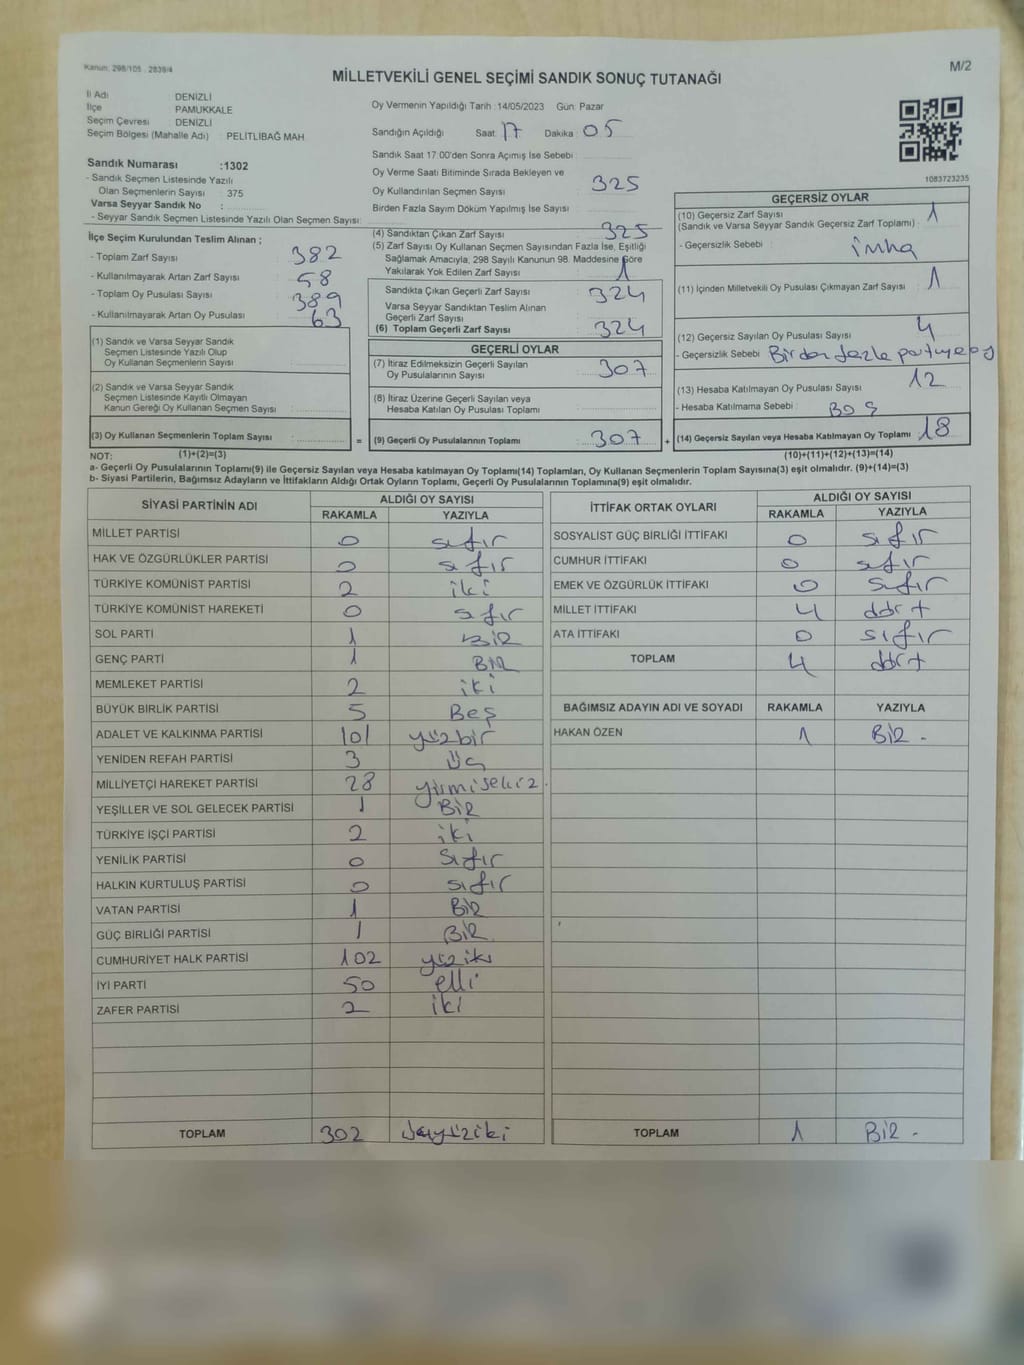 Kanun: 298/105 2839/4
M/2
MİLLETVEKİLİ GENEL SEÇİMİ SANDIK SONUÇ TUTANAĞI
İl Adı : DENİZLİ
İlçe : PAMUKKALE
Seçim Çevresi : DENİZLİ
Seçim Bölgesi (Mahalle Adı) : PELİTLİBAĞ MAH.
Sandık Numarası :1302
- Sandık Seçmen Listesinde Yazılı
Olan Seçmenlerin Sayısı : 375
Varsa Seyyar Sandık No :
- Seyyar Sandık Seçmen Listesinde Yazılı Olan Seçmen Sayısı:
Oy Vermenin Yapıldığı Tarih :14/05/2023 Gün: Pazar
Sandığın Açıldığı Saat: 17 Dakika: 05
Sandık Saat 17:00'den Sonra Açımış İse Sebebi :
Oy Verme Saati Bitiminde Sırada Bekleyen ve
Oy Kullandırılan Seçmen Sayısı : 325
Birden Fazla Sayım Döküm Yapılmış İse Sayısı :
1083723235
İlçe Seçim Kurulundan Teslim Alınan ;
- Toplam Zarf Sayısı : 382
- Kullanılmayarak Artan Zarf Sayısı : 58
- Toplam Oy Pusulası Sayısı : 389
- Kullanılmayarak Artan Oy Pusulası : 63
(1) Sandık ve Varsa Seyyar Sandık
Seçmen Listesinde Yazılı Olup
Oy Kullanan Seçmenlerin Sayısı :
(2) Sandık ve Varsa Seyyar Sandık
Seçmen Listesinde Kayıtlı Olmayan
Kanun Gereği Oy Kullanan Seçmen Sayısı :
(3) Oy Kullanan Seçmenlerin Toplam Sayısı : =
(4) Sandıktan Çıkan Zarf Sayısı : 325
(5) Zarf Sayısı Oy Kullanan Seçmen Sayısından Fazla İse, Eşitliği
Sağlamak Amacıyla, 298 Sayılı Kanunun 98. Maddesine Göre
Yakılarak Yok Edilen Zarf Sayısı : 1
Sandıkta Çıkan Geçerli Zarf Sayısı : 324
Varsa Seyyar Sandıktan Teslim Alınan
Geçerli Zarf Sayısı :
(6) Toplam Geçerli Zarf Sayısı : 324
GEÇERLİ OYLAR
(7) İtiraz Edilmeksizin Geçerli Sayılan
Oy Pusulalarının Sayısı : 307
(8) İtiraz Üzerine Geçerli Sayılan veya
Hesaba Katılan Oy Pusulası Toplamı :
(9) Geçerli Oy Pusulalarının Toplamı : 307 +
GEÇERSİZ OYLAR
(10) Geçersiz Zarf Sayısı : 1
(Sandık ve Varsa Seyyar Sandık Geçersiz Zarf Toplamı)
- Geçersizlik Sebebi : imha
(11) İçinden Milletvekili Oy Pusulası Çıkmayan Zarf Sayısı : 1
(12) Geçersiz Sayılan Oy Pusulası Sayısı : 4
- Geçersizlik Sebebi : Birden fazla partiye oy
(13) Hesaba Katılmayan Oy Pusulası Sayısı : 12
- Hesaba Katılmama Sebebi : BOŞ
(14) Geçersiz Sayılan veya Hesaba Katılmayan Oy Toplamı : 18
NOT: (1)+(2)=(3) (10)+(11)+(12)+(13)=(14)
a- Geçerli Oy Pusulalarının Toplamı(9) ile Geçersiz Sayılan veya Hesaba katılmayan Oy Toplamı(14) Toplamları, Oy Kullanan Seçmenlerin Toplam Sayısına(3) eşit olmalıdır. (9)+(14)=(3)
b- Siyasi Partilerin, Bağımsız Adayların ve İttifakların Aldığı Ortak Oyların Toplamı, Geçerli Oy Pusulalarının Toplamına(9) eşit olmalıdır.
SİYASİ PARTİNİN ADI ALDIĞI OY SAYISI
RAKAMLA YAZIYLA
MİLLET PARTİSİ 0 sıfır
HAK VE ÖZGÜRLÜKLER PARTİSİ 0 sıfır
TÜRKİYE KOMÜNİST PARTİSİ 2 iki
TÜRKİYE KOMÜNİST HAREKETİ 0 sıfır
SOL PARTİ 1 BİR
GENÇ PARTİ 1 BİR
MEMLEKET PARTİSİ 2 iki
BÜYÜK BİRLİK PARTİSİ 5 Beş
ADALET VE KALKINMA PARTİSİ 101 yüzbir
YENİDEN REFAH PARTİSİ 3 üç
MİLLİYETÇİ HAREKET PARTİSİ 28 yirmisekiz.
YEŞİLLER VE SOL GELECEK PARTİSİ 1 BİR
TÜRKİYE İŞÇİ PARTİSİ 2 iki
YENİLİK PARTİSİ 0 sıfır
HALKIN KURTULUŞ PARTİSİ 0 sıfır
VATAN PARTİSİ 1 BİR
GÜÇ BİRLİĞİ PARTİSİ 1 BİR
CUMHURİYET HALK PARTİSİ 102 yüziki
İYİ PARTİ 50 elli
ZAFER PARTİSİ 2 iki
TOPLAM 302 üçyüziki
İTTİFAK ORTAK OYLARI ALDIĞI OY SAYISI
RAKAMLA YAZIYLA
SOSYALİST GÜÇ BİRLİĞİ İTTİFAKI 0 sıfır
CUMHUR İTTİFAKI 0 sıfır
EMEK VE ÖZGÜRLÜK İTTİFAKI 0 sıfır
MİLLET İTTİFAKI 4 dört
ATA İTTİFAKI 0 sıfır
TOPLAM 4 dört
BAĞIMSIZ ADAYIN ADI VE SOYADI RAKAMLA YAZIYLA
HAKAN ÖZEN 1 BİR -
TOPLAM 1 BİR -